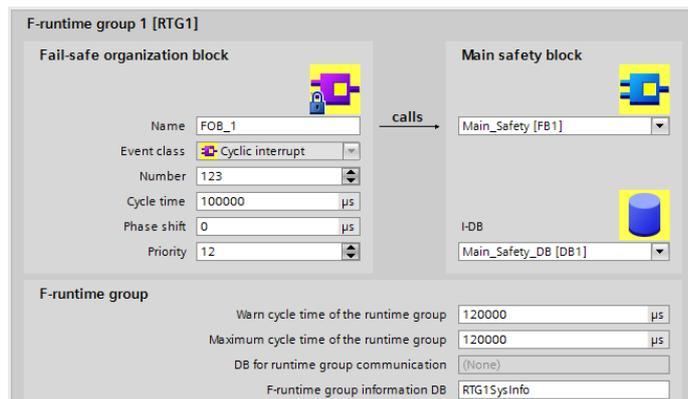 F-runtime group 1 [RTG1]
Fail-safe organization block
Name FOB_1
Event class Cyclic interrupt
Number 123
Cycle time 100000 µs
Phase shift 0 µs
Priority 12
calls
Main safety block
Main_Safety [FB1]
I-DB
Main_Safety_DB [DB1]
F-runtime group
Warn cycle time of the runtime group 120000 µs
Maximum cycle time of the runtime group 120000 µs
DB for runtime group communication (None)
F-runtime group information DB RTG1SysInfo